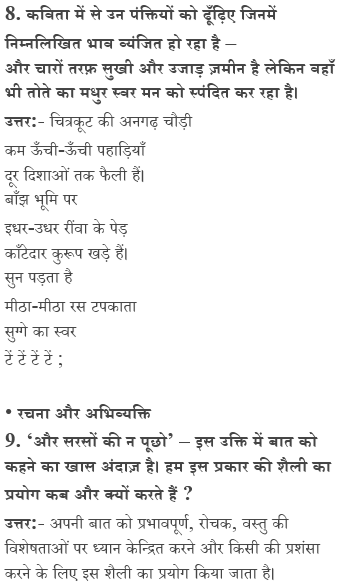 8. कविता में से उन पंक्तियों को ढूँढ़िए जिनमें
निम्नलिखित भाव व्यंजित हो रहा है –
और चारों तरफ़ सुखी और उजाड़ ज़मीन है लेकिन वहाँ
भी तोते का मधुर स्वर मन को स्पंदित कर रहा है।
उत्तर:- चित्रकूट की अनगढ़ चौड़ी
कम ऊँची-ऊँची पहाड़ियाँ
दूर दिशाओं तक फैली हैं।
बाँझ भूमि पर
इधर-उधर रींवा के पेड़
काँटेदार कुरूप खड़े हैं।
सुन पड़ता है
मीठा-मीठा रस टपकाता
सुग्गे का स्वर
टें टें टें टें ;
• रचना और अभिव्यक्ति
9. ‘और सरसों की न पूछो’ – इस उक्ति में बात को
कहने का खास अंदाज़ है। हम इस प्रकार की शैली का
प्रयोग कब और क्यों करते हैं ?
उत्तर:- अपनी बात को प्रभावपूर्ण, रोचक, वस्तु की
विशेषताओं पर ध्यान केन्द्रित करने और किसी की प्रशंसा
करने के लिए इस शैली का प्रयोग किया जाता है।